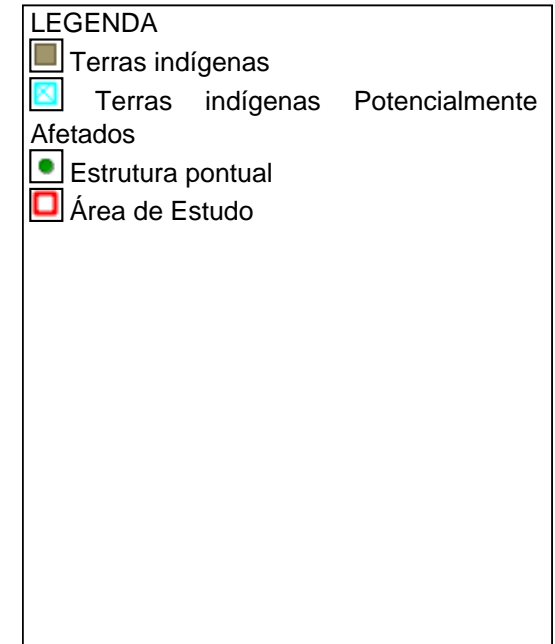 LEGENDA
Terras indígenas
Terras indígenas Potencialmente
Afetados
Estrutura pontual
Área de Estudo